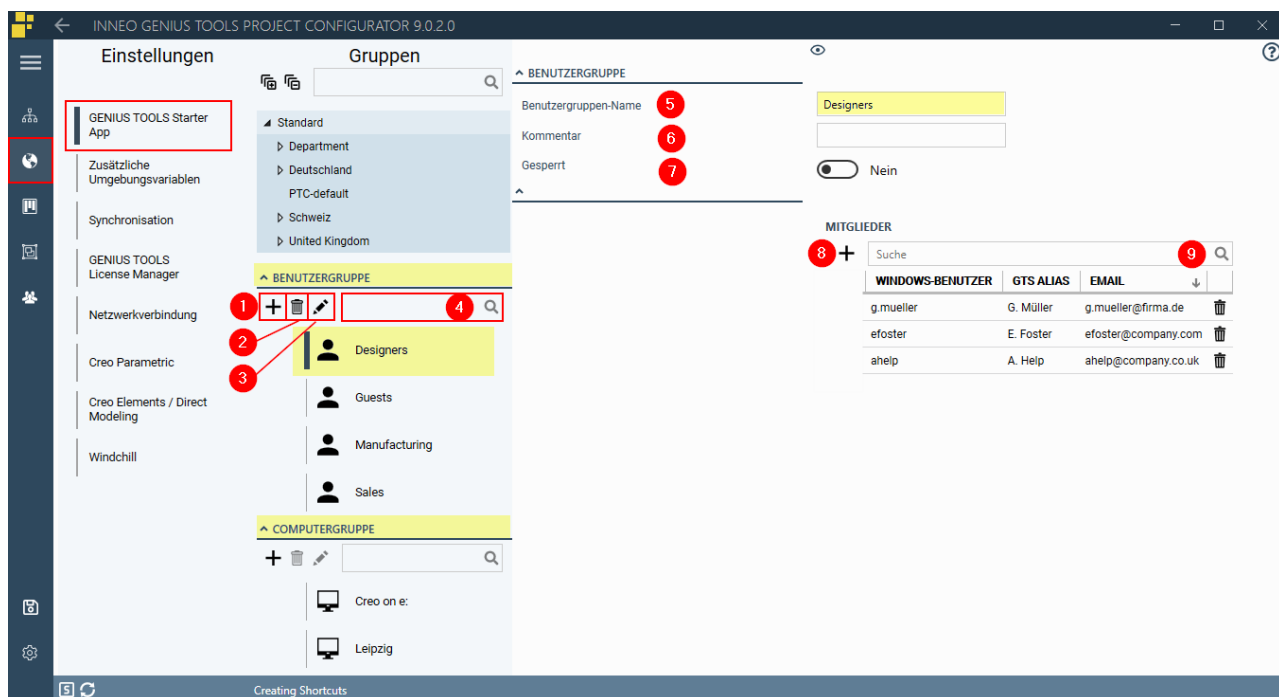 INNEO GENIUS TOOLS PROJECT CONFIGURATOR 9.0.2.0
Einstellungen
GENIUS TOOLS Starter
App
Zusätzliche
Umgebungsvariablen
Synchronisation
GENIUS TOOLS
License Manager
Netzwerkverbindung
Creo Parametric
Creo Elements / Direct
Modeling
Windchill
Gruppen
Standard
Department
Deutschland
PTC-default
Schweiz
United Kingdom
BENUTZERGRUPPE
1
4
2
3
Designers
Guests
Manufacturing
Sales
COMPUTERGRUPPE
Creo on e:
Leipzig
BENUTZERGRUPPE
Benutzergruppen-Name 5 Designers
Kommentar 6
Gesperrt 7 Nein
MITGLIEDER
8 Suche 9
WINDOWS-BENUTZER GTS ALIAS EMAIL
g.mueller G. Müller g.mueller@firma.de
efoster E. Foster efoster@company.com
ahelp A. Help ahelp@company.co.uk
?
S Creating Shortcuts